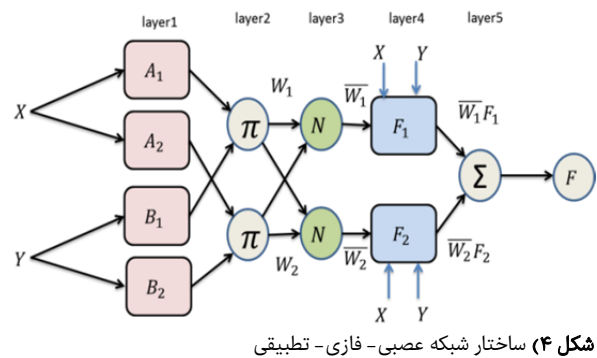 layer1 layer2 layer3 layer4 layer5
X Y
A₁
W₁ W̅₁ W̅₁F₁
π N F₁
X
A₂
Σ F
B₁
π N F₂
Y
W₂ W̅₂ W̅₂F₂
B₂
X Y
شکل ۴) ساختار شبکه عصبی- فازی- تطبیقی